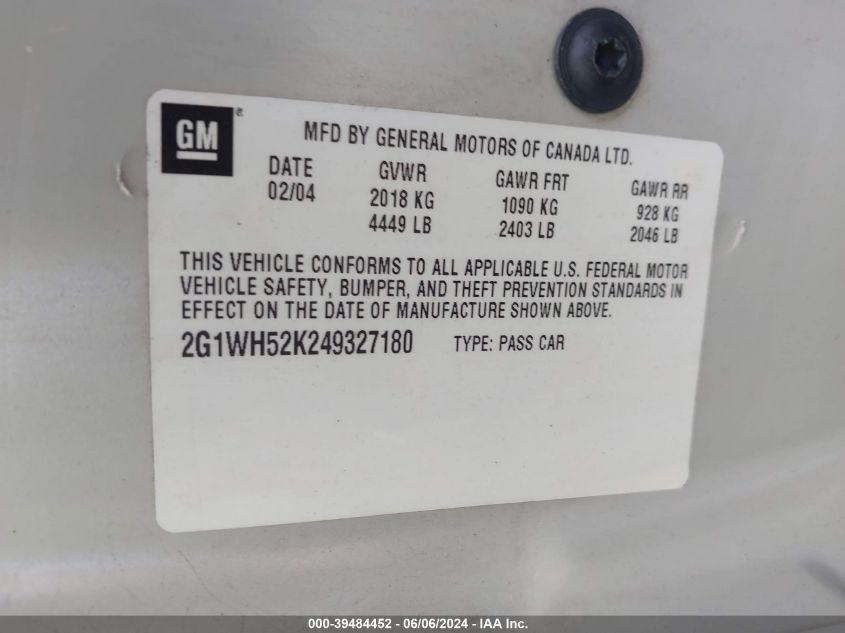 GM®
MFD BY GENERAL MOTORS OF CANADA LTD.
DATE GVWR GAWR FRT GAWR RR
02/04 2018 KG 1090 KG 928 KG
4449 LB 2403 LB 2046 LB
THIS VEHICLE CONFORMS TO ALL APPLICABLE U.S. FEDERAL MOTOR
VEHICLE SAFETY, BUMPER, AND THEFT PREVENTION STANDARDS IN
EFFECT ON THE DATE OF MANUFACTURE SHOWN ABOVE.
2G1WH52K249327180 TYPE: PASS CAR
000-39484452 - 06/06/2024 - IAA Inc.